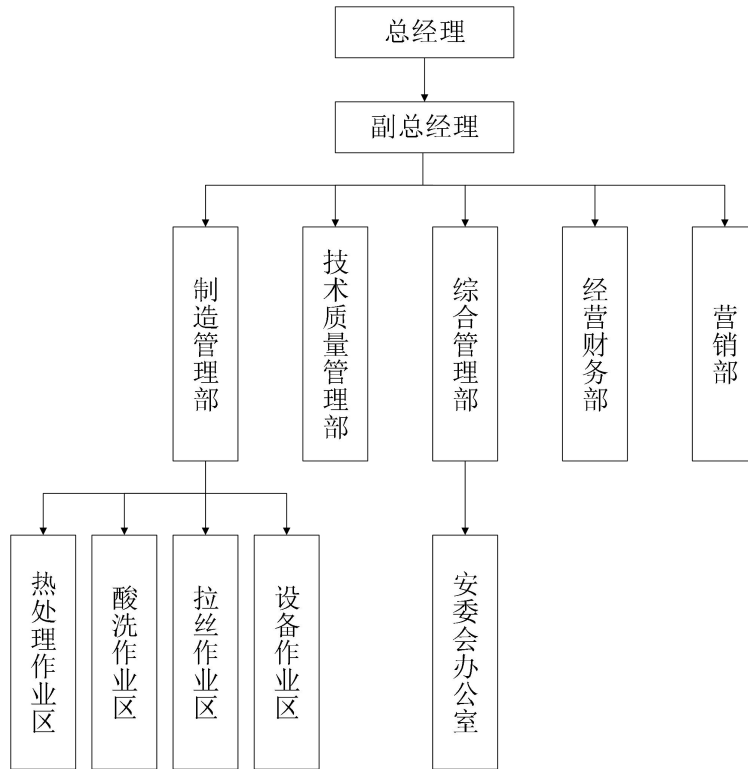 总经理
副总经理
制造管理部
技术质量管理部
综合管理部
经营财务部
营销部
热处理作业区
酸洗作业区
拉丝作业区
设备作业区
安委会办公室